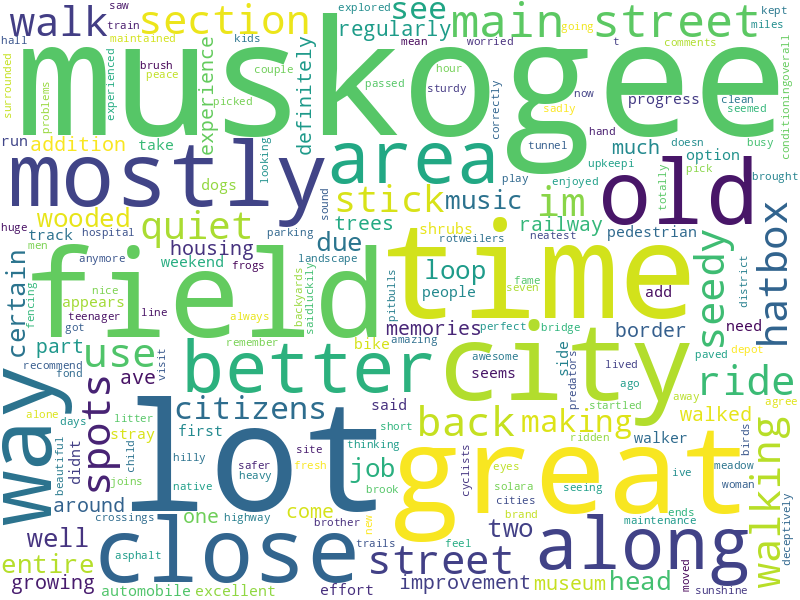 saw
train
walk
section
explored
see
regularly
main street
kept
miles
hall
maintained
kids
mean
worried
going
t
comments
agree
muskogee
surrounded
problems
brush
peace
experienced
experience
couple
picked
definitely
passed
hour
sturdy
correctly
sadly
now
progress
clean
seemed
conditioningoverall
run
addition
take
looking
tunnel
hand
upkeepi
much
option
doesn
pick
busy
brought
totally
mostly
area
old
dogs
sound
play
enjoyed
stick
music
im
huge
wooded
quiet
trees
shrubs
railway
pedestrian
track
hospital
parking
due
rotweilers
neatest
men
housing
landscape
certain
anymore
weekend
frogs
loop
people
pitbulls
amazing
fame
seven
add
seedy
district
hatbox
fencing
nice
appears
teenager
line
always
backyards
saidluckily
field
time
got
remember
memories
perfect
bridge
border
need
depot
part
use
bike
awesome
side
lived
paved
recommend
fond
ave
visit
better
city
seems
predators
ago
ride
way
spots
citizens
said
back
making
startled
walked
away
alone
days
litter
first
short
walker
beautiful
didnt
stray
hilly
thinking
job
cyclists
ridden
eyes
birds
meadow
walking
child
safer
site
heavy
fresh
lot
great
ive
woman
joins
native
brook
solara
seeing
around
one
come
cities
brand
ends
maintenance
deceptively
crossings
highway
brother
new
well
close
street
two
along
asphalt
trails
feel
entire
growing
automobile
excellent
effort
improvement
museum
head
moved
sunshine